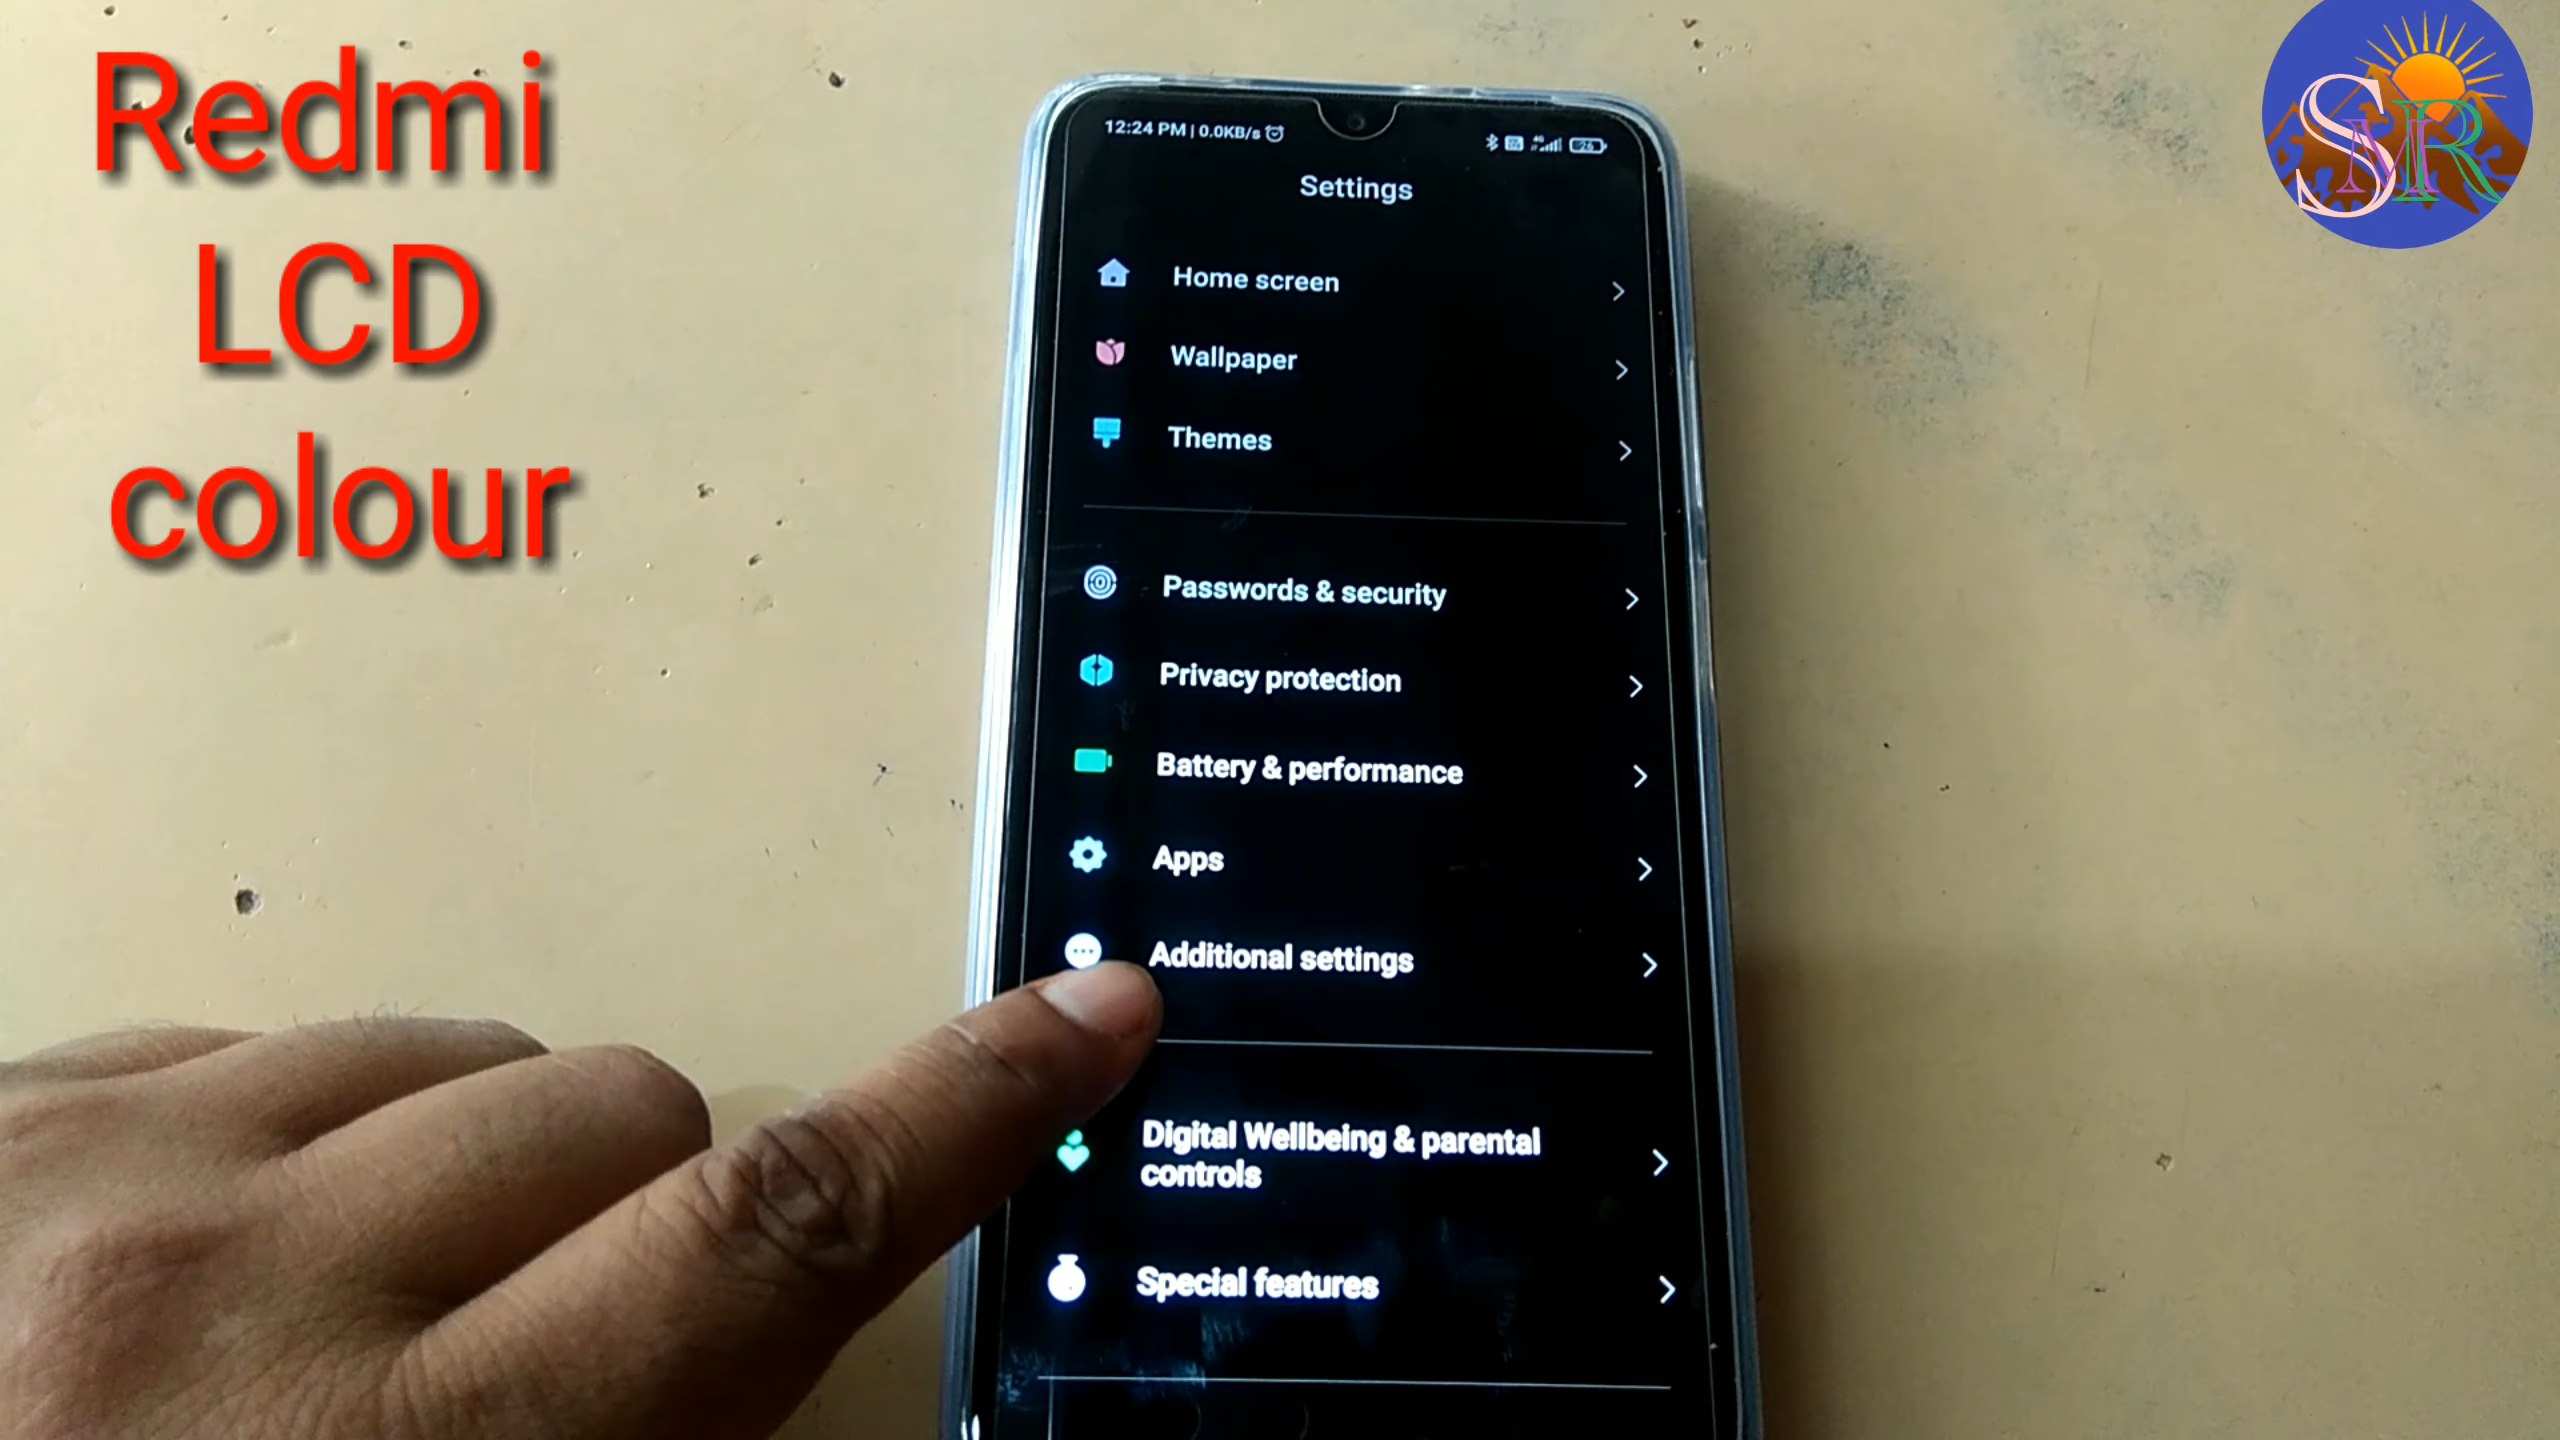 Redmi
LCD
colour
SMR
12:24 PM | 0.0KB/s
26
Settings
Home screen
Wallpaper
Themes
Passwords & security
Privacy protection
Battery & performance
Apps
Additional settings
Digital Wellbeing & parental
controls
Special features